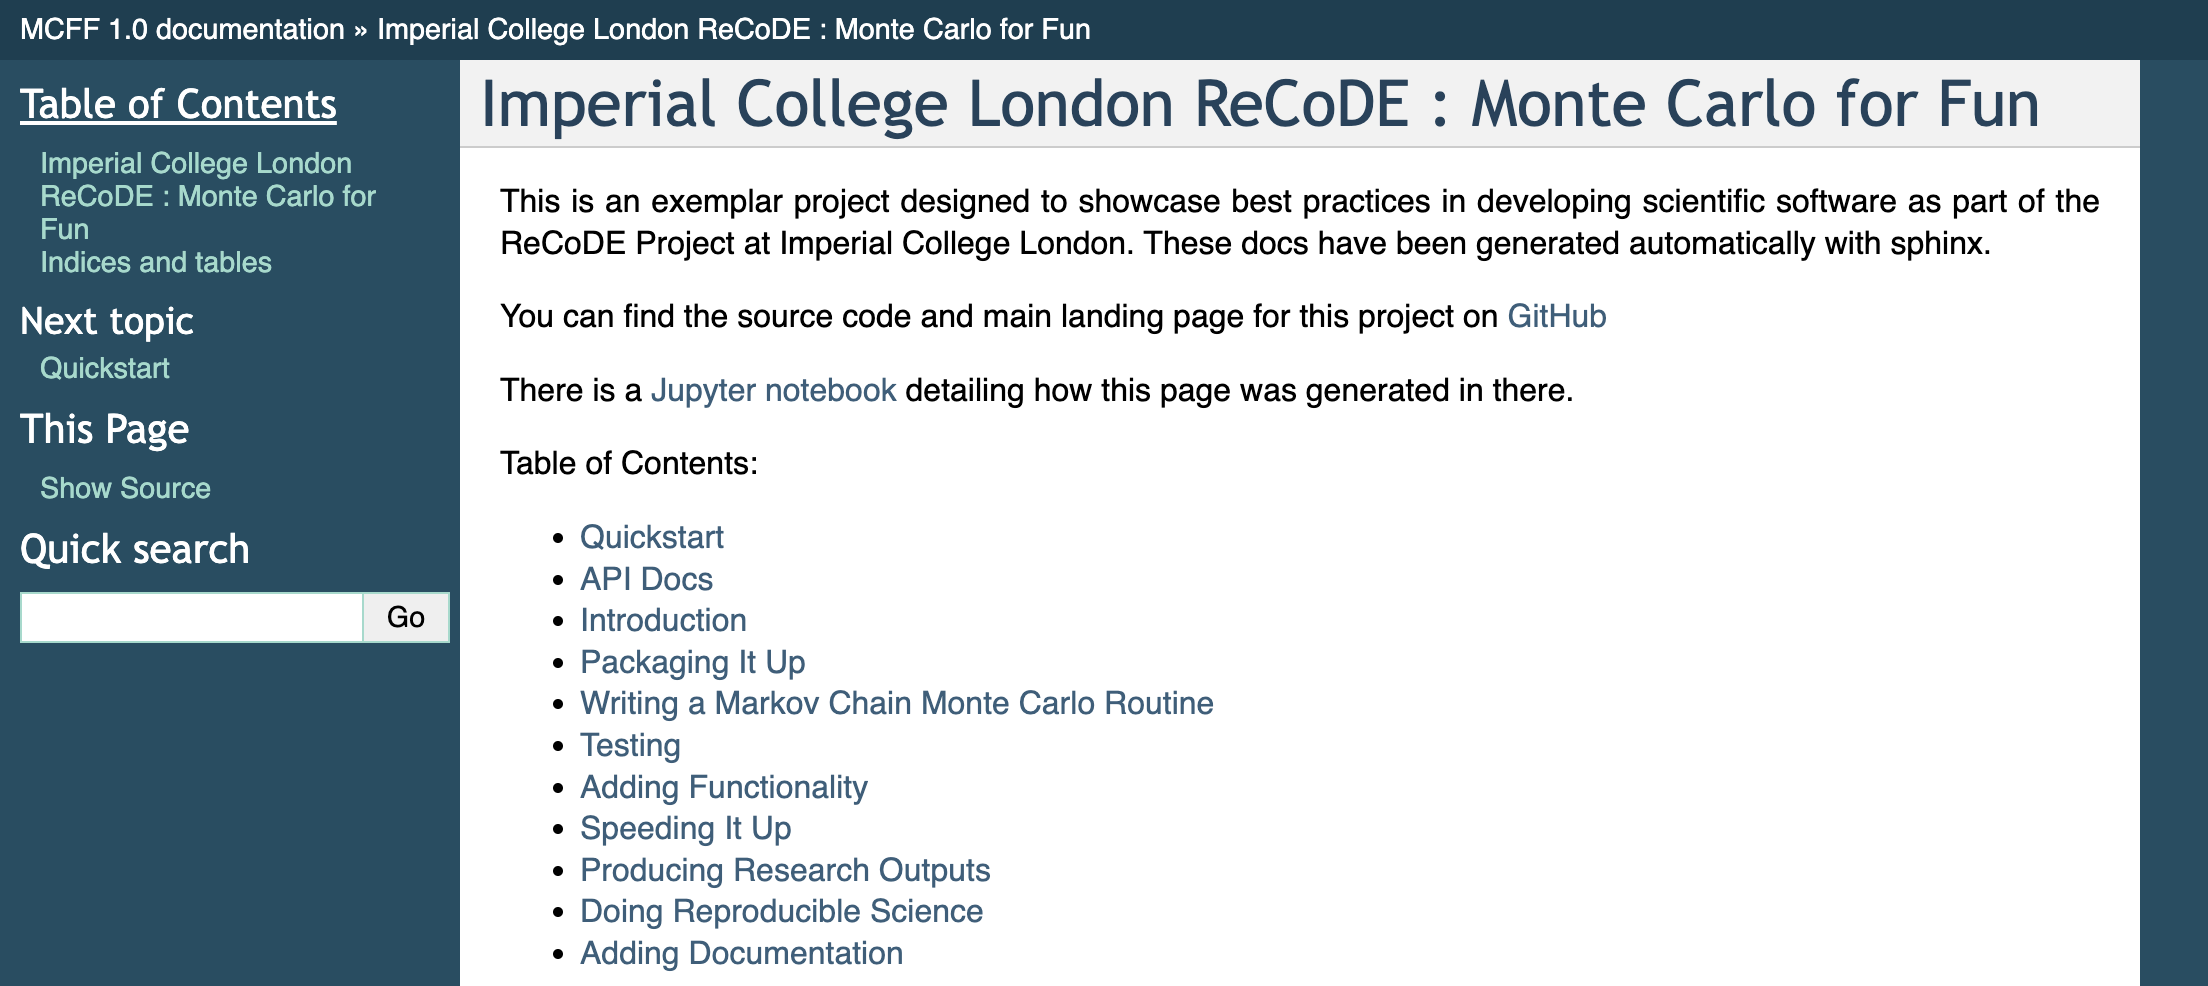 MCFF 1.0 documentation » Imperial College London ReCoDE : Monte Carlo for Fun
Table of Contents
Imperial College London
ReCoDE : Monte Carlo for
Fun
Indices and tables
Next topic
Quickstart
This Page
Show Source
Quick search
Go
Imperial College London ReCoDE : Monte Carlo for Fun
This is an exemplar project designed to showcase best practices in developing scientific software as part of the
ReCoDE Project at Imperial College London. These docs have been generated automatically with sphinx.
You can find the source code and main landing page for this project on GitHub
There is a Jupyter notebook detailing how this page was generated in there.
Table of Contents:
• Quickstart
• API Docs
• Introduction
• Packaging It Up
• Writing a Markov Chain Monte Carlo Routine
• Testing
• Adding Functionality
• Speeding It Up
• Producing Research Outputs
• Doing Reproducible Science
• Adding Documentation